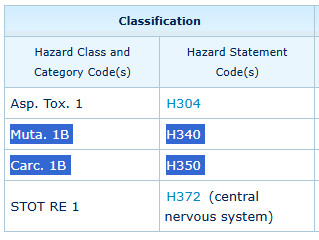 Classification
Hazard Class and
Category Code(s)
Hazard Statement
Code(s)
Asp. Tox. 1 H304
Muta. 1B H340
Carc. 1B H350
STOT RE 1 H372 (central
nervous system)